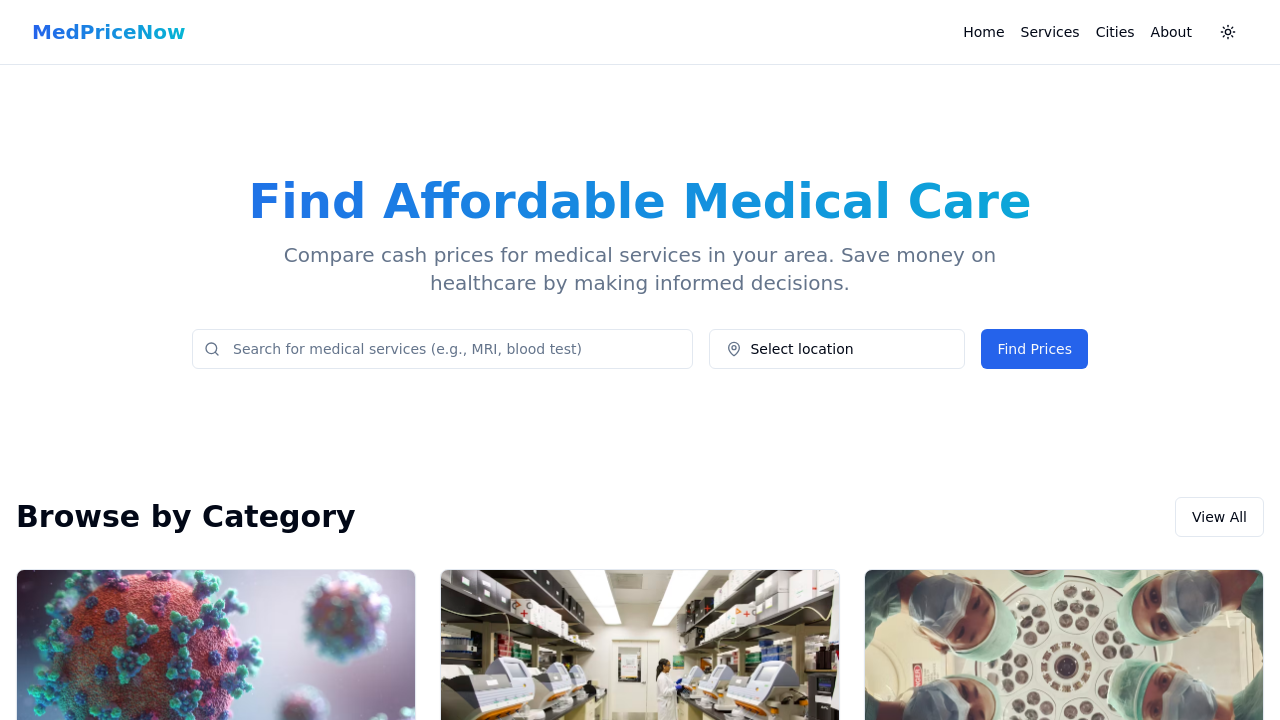 MedPriceNow
Home Services Cities About
Find Affordable Medical Care
Compare cash prices for medical services in your area. Save money on
healthcare by making informed decisions.
Search for medical services (e.g., MRI, blood test)
Select location
Find Prices
Browse by Category
View All